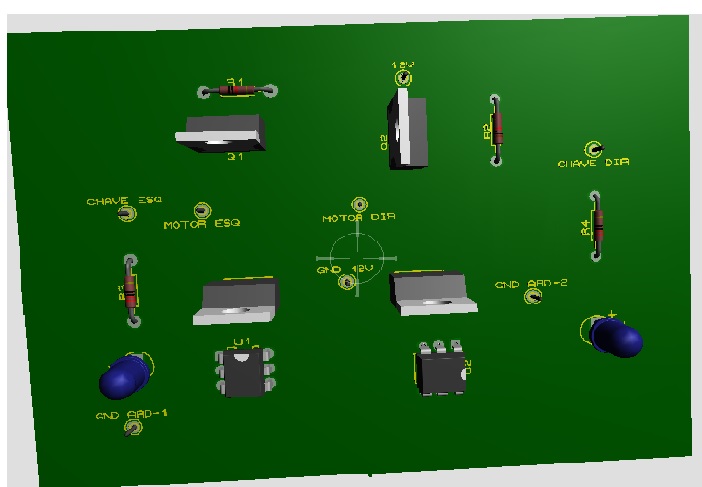 12V
R1
Q1
Q2
R2
CHAVE DIR
CHAVE ESQ
MOTOR ESQ
MOTOR DIR
R4
GND 12V
GND ARD-2
R3
+
U1
U2
GND ARD-1